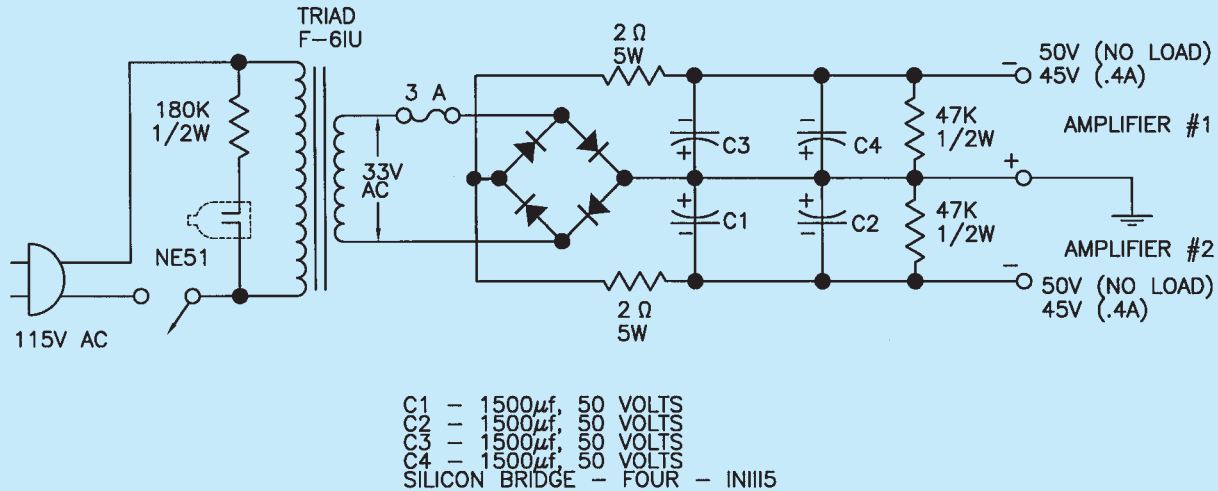 TRIAD
F-61U
180K
1/2W
NE51
115V AC
3 A
33V
AC
2 Ω
5W
− +
C3
− +
C4
+ −
C1
+ −
C2
47K
1/2W
47K
1/2W
2 Ω
5W
− 50V (NO LOAD)
45V (.4A)
AMPLIFIER #1
+
AMPLIFIER #2
− 50V (NO LOAD)
45V (.4A)
C1 – 1500µf, 50 VOLTS
C2 – 1500µf, 50 VOLTS
C3 – 1500µf, 50 VOLTS
C4 – 1500µf, 50 VOLTS
SILICON BRIDGE – FOUR – INIII5